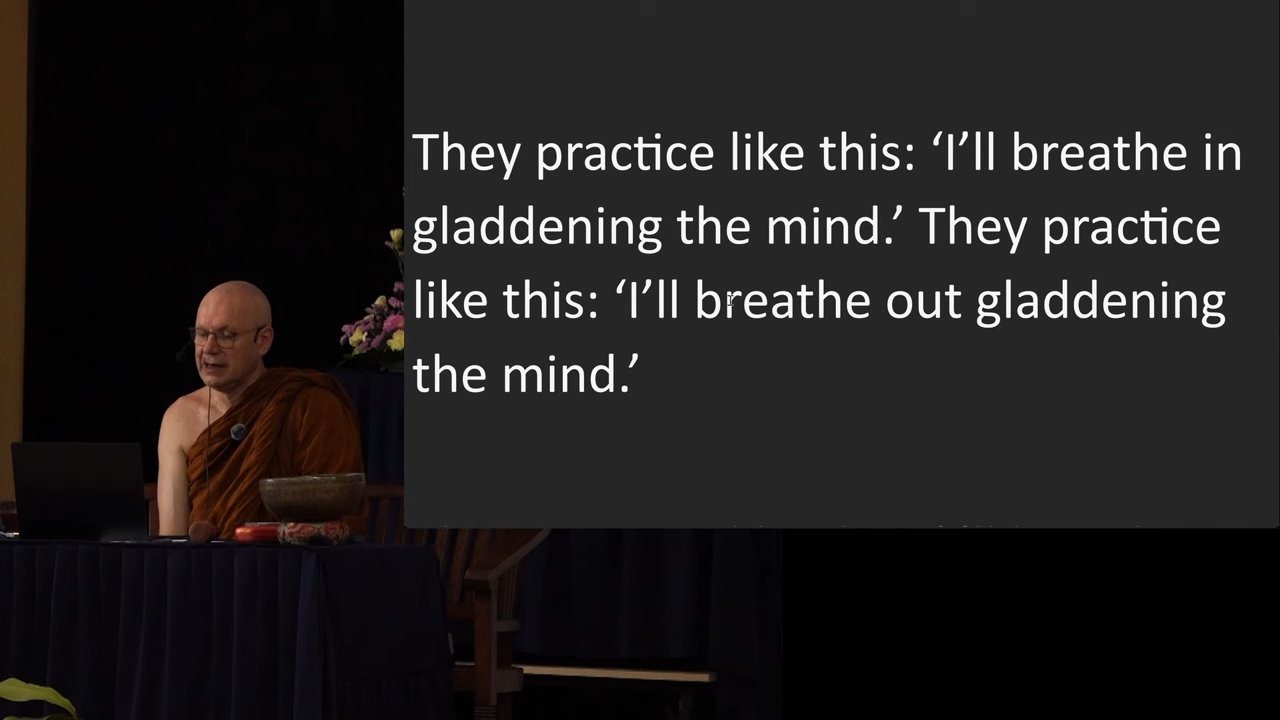 They practice like this: ‘I’ll breathe in
gladdening the mind.’ They practice
like this: ‘I’ll breathe out gladdening
the mind.’